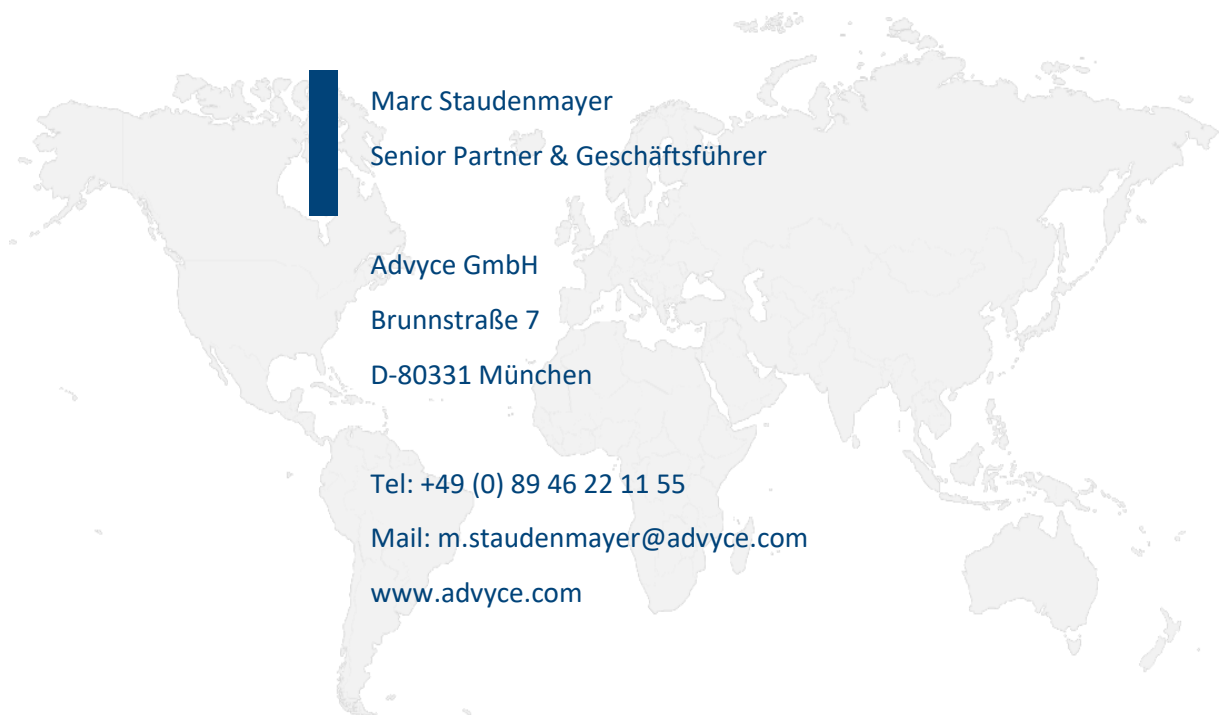 Marc Staudenmayer
Senior Partner & Geschäftsführer
Advyce GmbH
Brunnstraße 7
D-80331 München
Tel: +49 (0) 89 46 22 11 55
Mail: m.staudenmayer@advyce.com
www.advyce.com